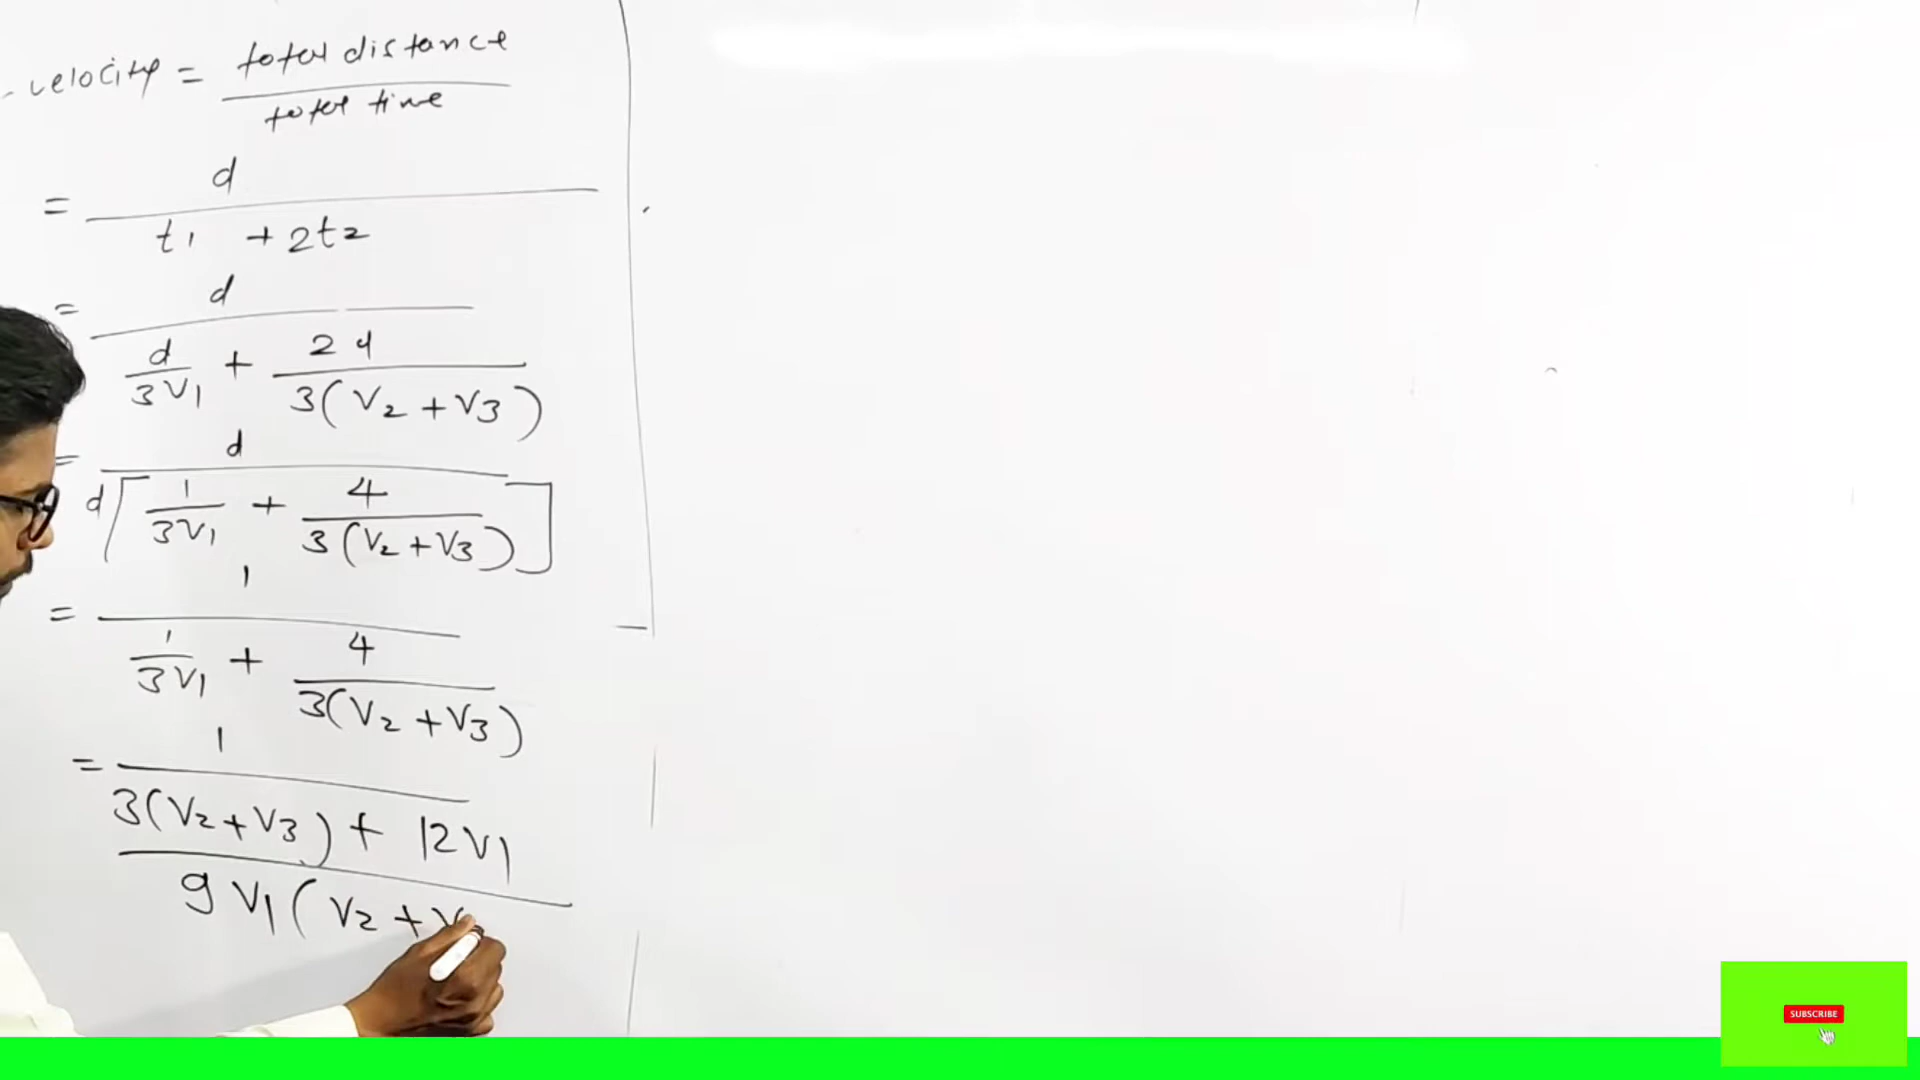 velocity = total distance
total time
= d
t1 + 2t2
= d
d/3V1 + 24/3(V2+V3)
= d
d[1/3V1 + 4/3(V2+V3)]
= 1
1/3V1 + 4/3(V2+V3)
= 1
3(V2+V3) + 12V1
9V1(V2+V
SUBSCRIBE